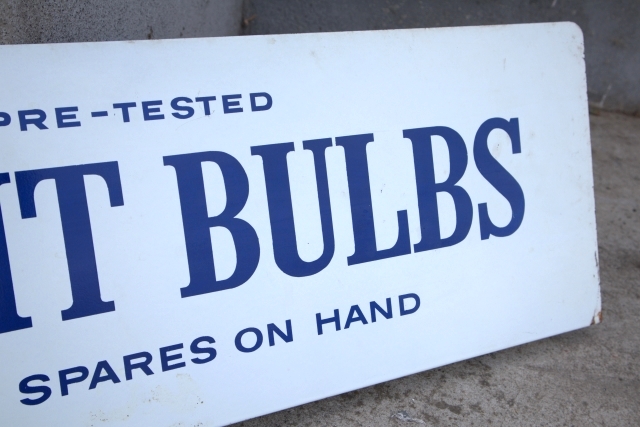 PRE-TESTED
BULBS
SPARES ON HAND